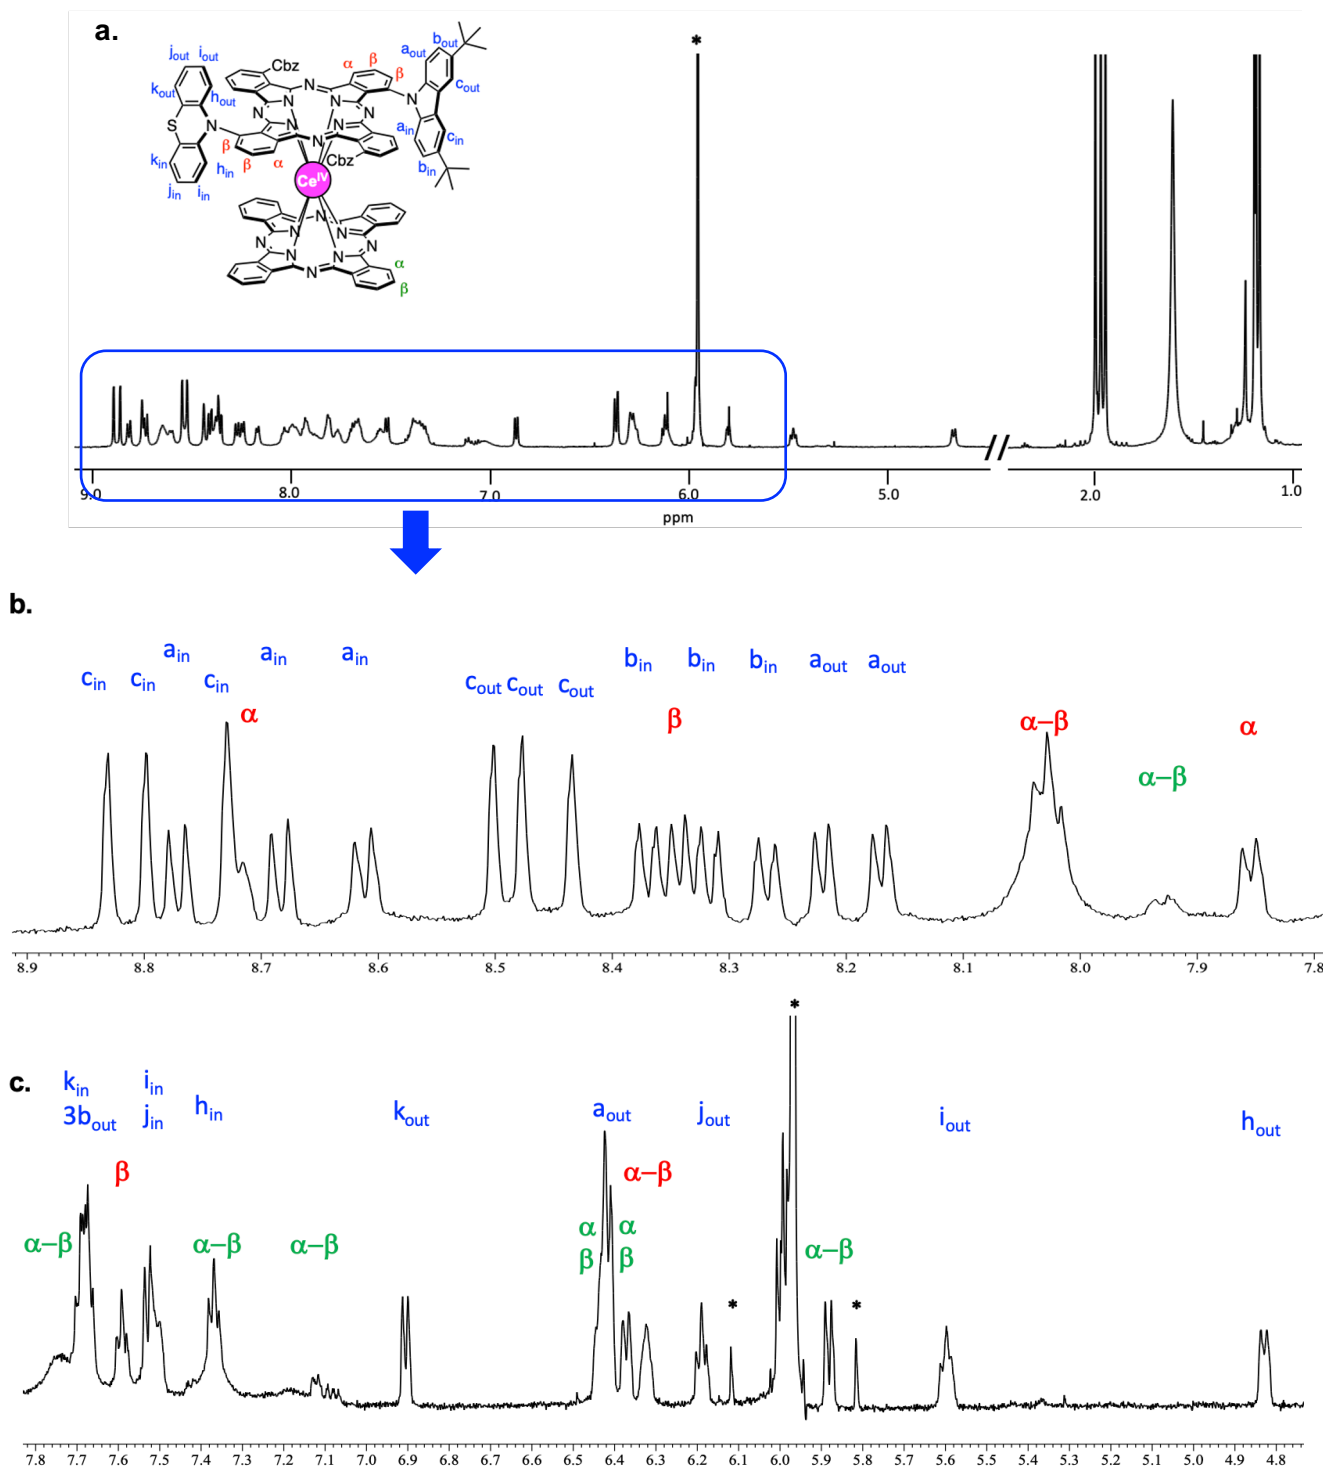 a.
*
j_out i_out
Cbz
α β β
a_out b_out
k_out
h_out
c_out
N
N N
N N
S N
N
a_in c_in
N N
N
β β α
Cbz
b_in
k_in h_in
j_in i_in
Ce^IV
N
N N
N N
N N
N
α
β
9.0 8.0 7.0 6.0 5.0 2.0 1.0
ppm
b.
a_in a_in a_in b_in b_in b_in a_out a_out
c_in c_in c_in c_out c_out c_out
α β α–β α
α–β
8.9 8.8 8.7 8.6 8.5 8.4 8.3 8.2 8.1 8.0 7.9 7.8
*
c.
k_in i_in
3b_out j_in h_in k_out a_out j_out i_out h_out
β α–β
α–β α–β α–β α α α–β
β β
* *
7.8 7.7 7.6 7.5 7.4 7.3 7.2 7.1 7.0 6.9 6.8 6.7 6.6 6.5 6.4 6.3 6.2 6.1 6.0 5.9 5.8 5.7 5.6 5.5 5.4 5.3 5.2 5.1 5.0 4.9 4.8